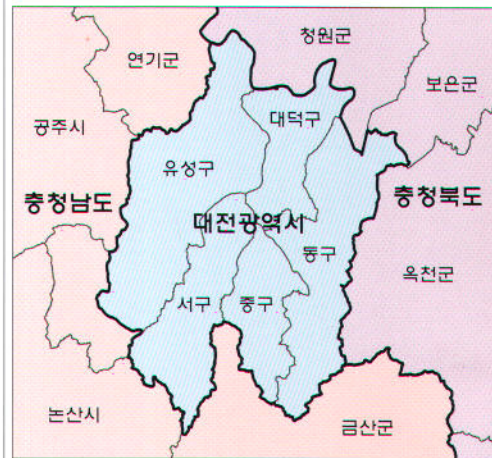 청원군
연기군
보은군
대덕구
공주시
유성구
충청남도
충청북도
대전광역시
동구
옥천군
서구
중구
논산시
금산군